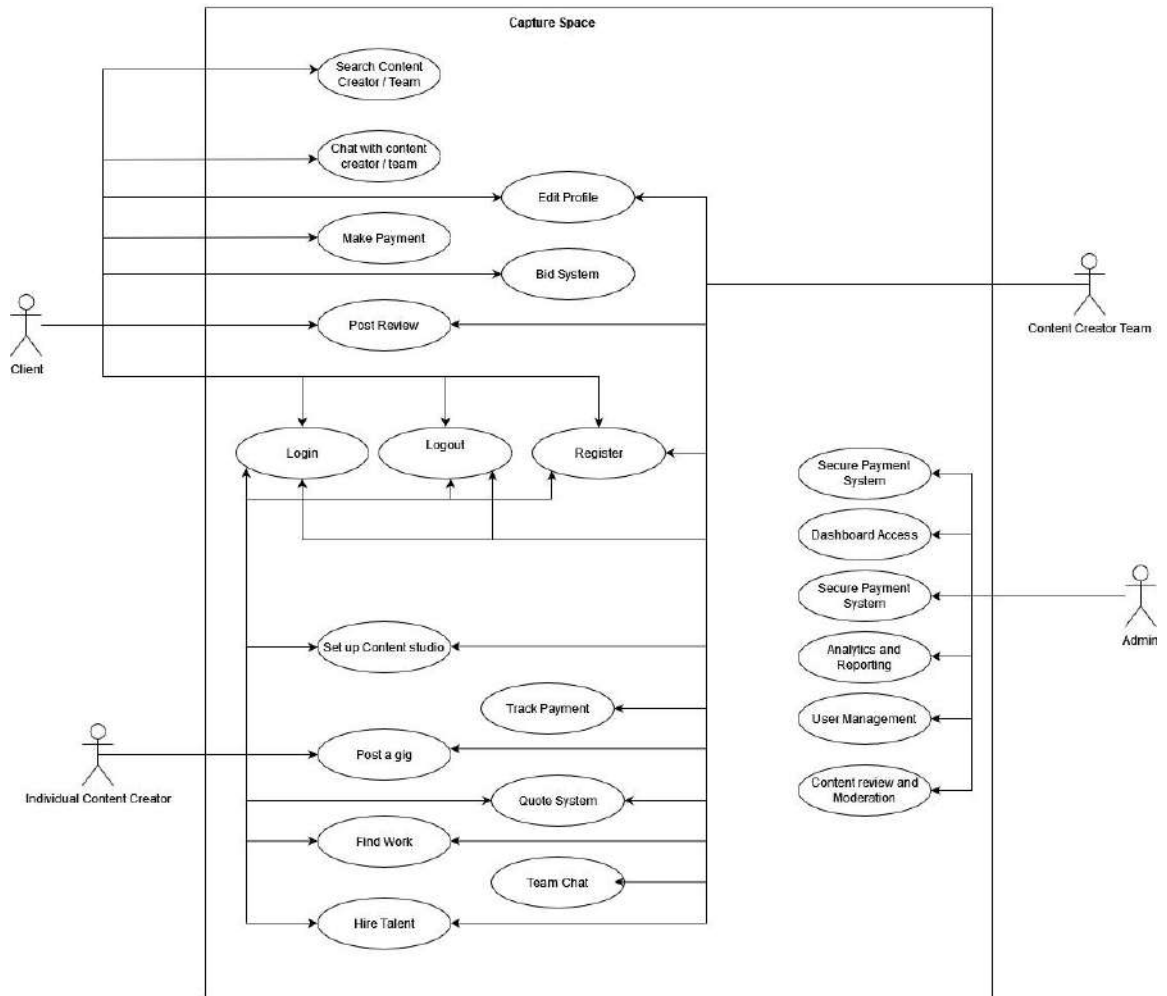 Capture Space
Search Content
Creator / Team
Chat with content
creator / team
Edit Profile
Make Payment
Bid System
Post Review
Client
Content Creator Team
Login
Logout
Register
Secure Payment
System
Dashboard Access
Secure Payment
System
Admin
Analytics and
Reporting
Set up Content studio
Track Payment
User Management
Post a gig
Individual Content Creator
Content review and
Moderation
Quote System
Find Work
Team Chat
Hire Talent